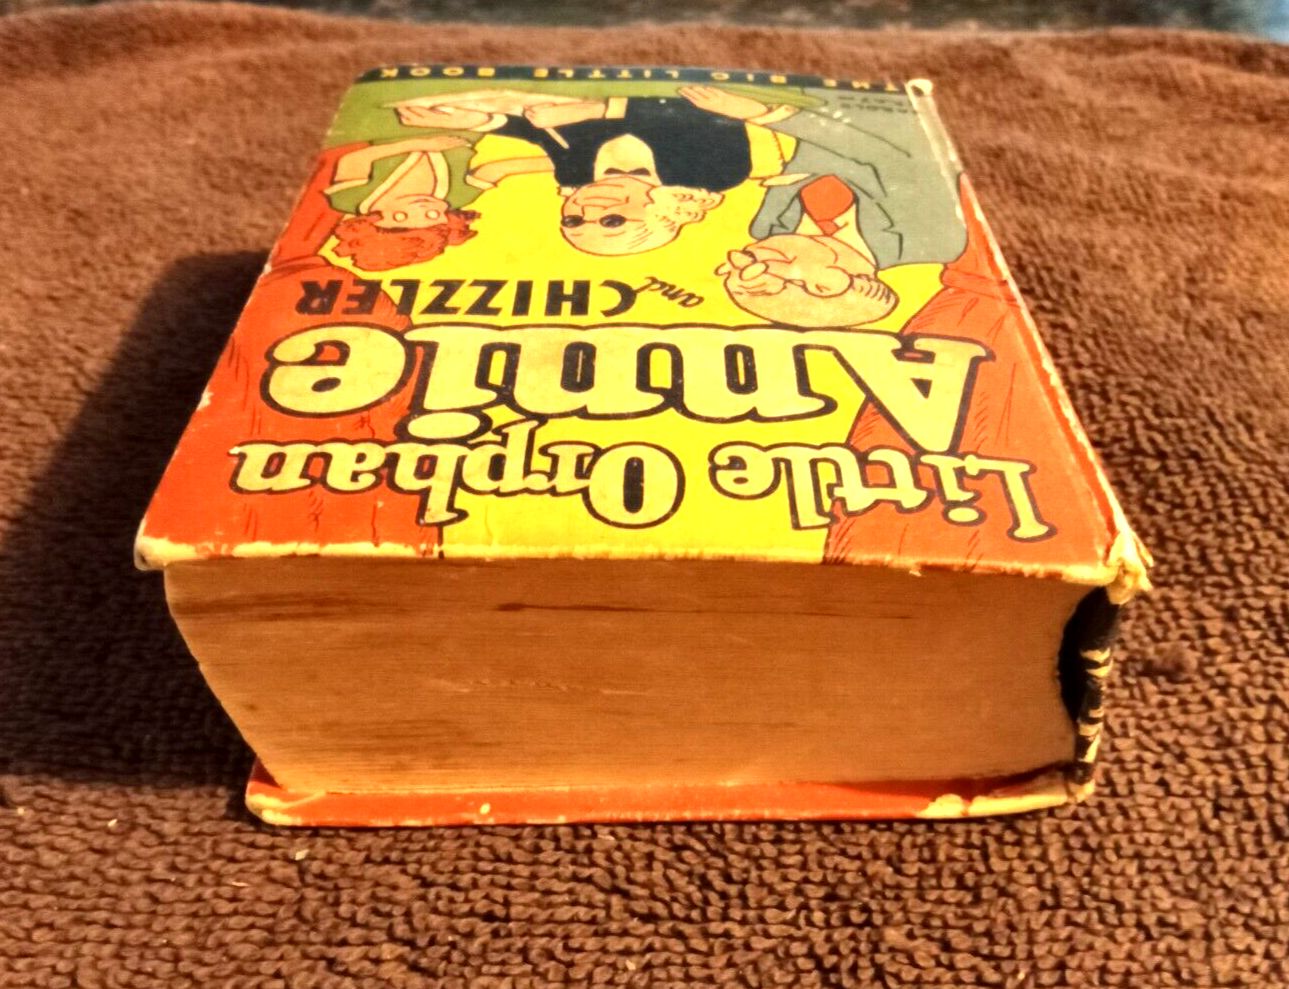 Little Orphan
Annie
and CHIZZLER
THE BIG LITTLE BOOK